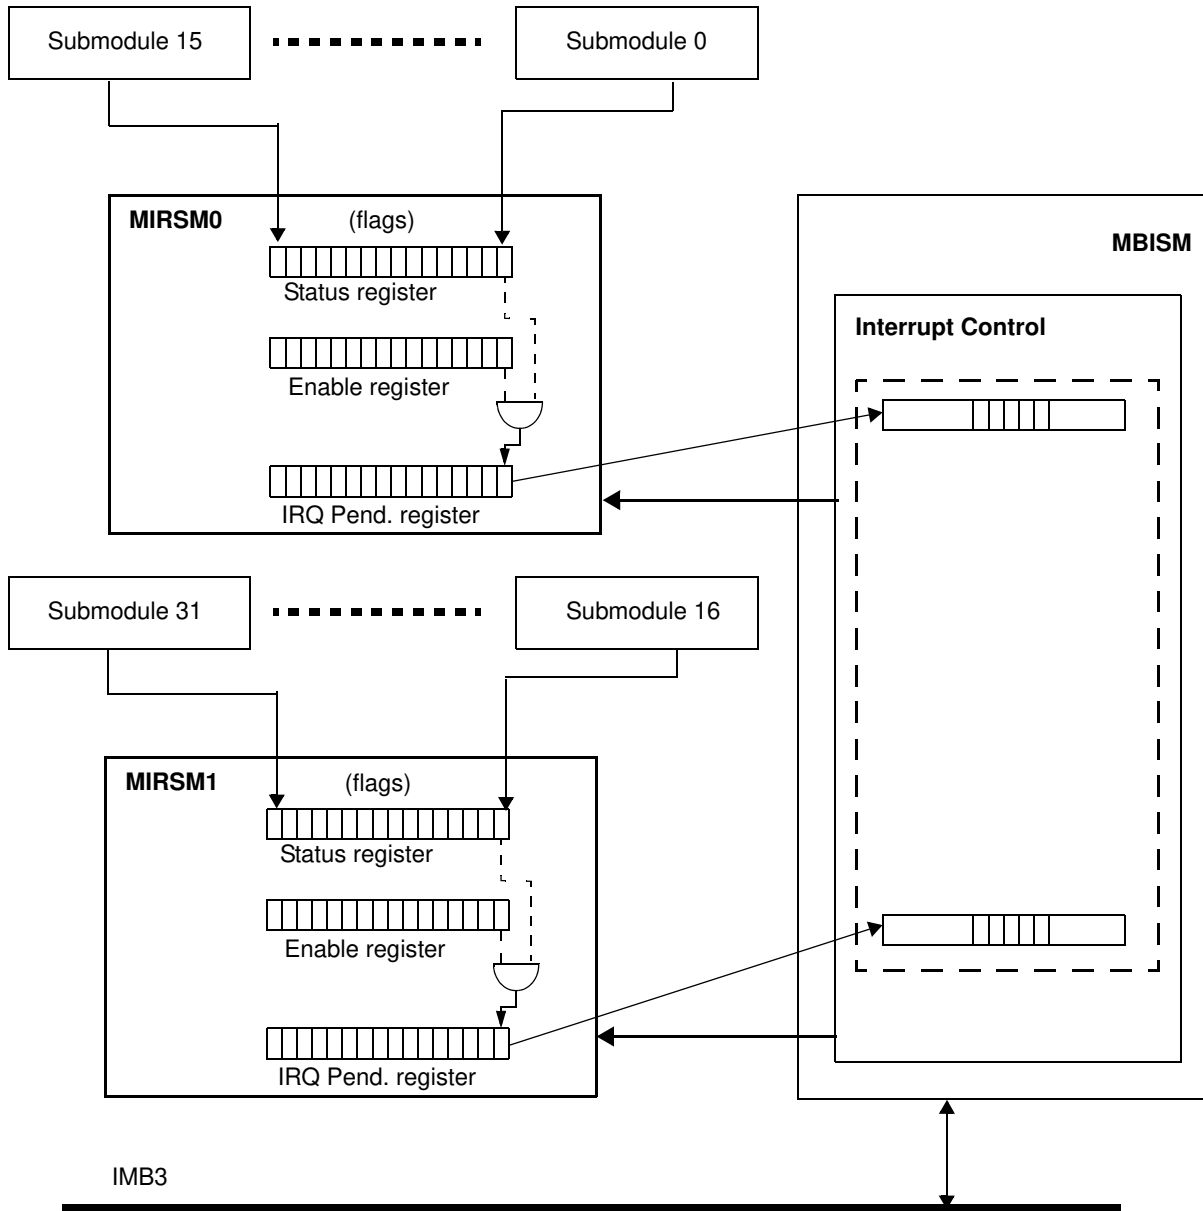 Submodule 15
Submodule 0
MIRSM0
(flags)
Status register
Enable register
IRQ Pend. register
MBISM
Interrupt Control
Submodule 31
Submodule 16
MIRSM1
(flags)
Status register
Enable register
IRQ Pend. register
IMB3